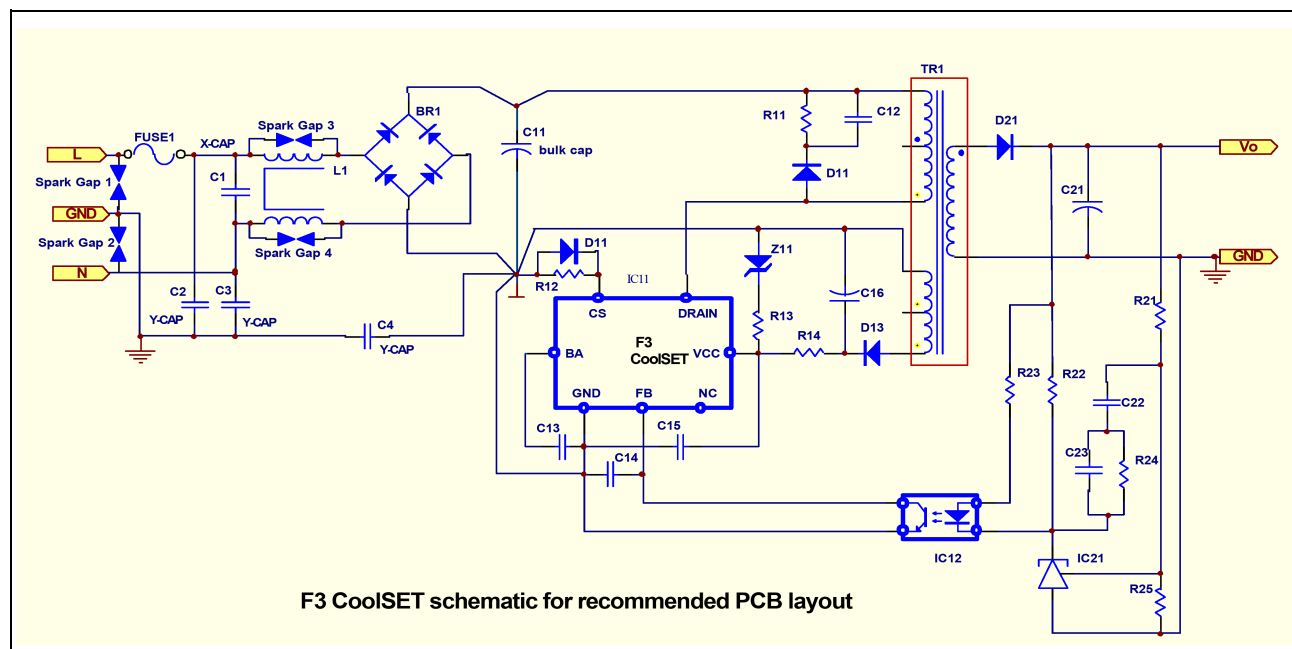 TR1
BR1
R11
C12
D21
FUSE1
Spark Gap 3
X-CAP
C11
bulk cap
L
Vo
Spark Gap 1
L1
C1
D11
C21
GND
Spark Gap 2
Spark Gap 4
D11
Z11
GND
N
R12
IC11
C2
C3
C16
R21
Y-CAP
Y-CAP
CS
DRAIN
R13
C4
Y-CAP
R14
D13
F3
CoolSET
BA
VCC
R23
R22
GND
FB
NC
C22
C13
C15
C14
C23
R24
IC12
IC21
R25
F3 CoolSET schematic for recommended PCB layout